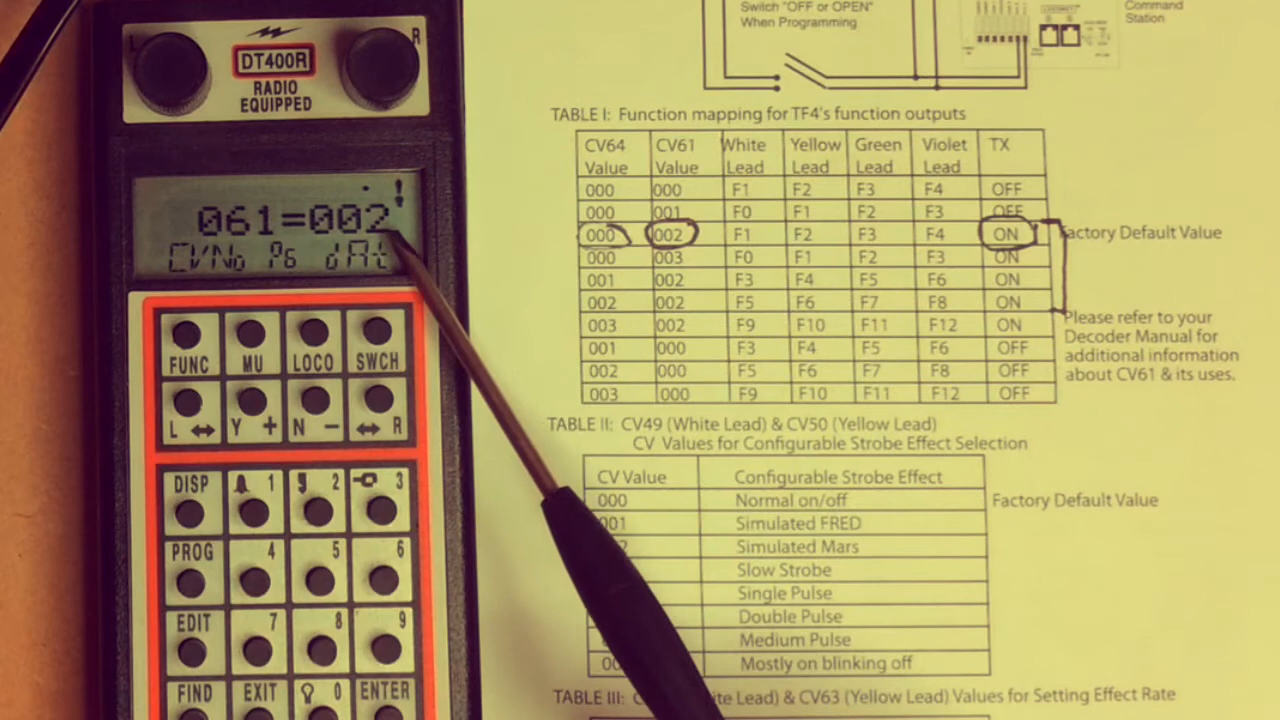 L
R
DT400R
RADIO
EQUIPPED
061=002
CVNo Ps dAt
FUNC MU LOCO SWCH
L Y + N - R
DISP 1 2 3
PROG 4 5 6
EDIT 7 8 9
FIND EXIT 0 ENTER
Switch "OFF or OPEN"
When Programming
Command
Station
TABLE I: Function mapping for TF4's function outputs
CV64 CV61 White Yellow Green Violet TX
Value Value Lead Lead Lead Lead
000 000 F1 F2 F3 F4 OFF
000 001 F0 F1 F2 F3 OFF
000 002 F1 F2 F3 F4 ON Factory Default Value
000 003 F0 F1 F2 F3 ON
001 002 F3 F4 F5 F6 ON
002 002 F5 F6 F7 F8 ON
003 002 F9 F10 F11 F12 ON
001 000 F3 F4 F5 F6 OFF
002 000 F5 F6 F7 F8 OFF
003 000 F9 F10 F11 F12 OFF
Please refer to your
Decoder Manual for
additional information
about CV61 & its uses.
TABLE II: CV49 (White Lead) & CV50 (Yellow Lead)
CV Values for Configurable Strobe Effect Selection
CV Value Configurable Strobe Effect
000 Normal on/off Factory Default Value
001 Simulated FRED
Simulated Mars
Slow Strobe
Single Pulse
Double Pulse
Medium Pulse
Mostly on blinking off
TABLE III: Lead) & CV63 (Yellow Lead) Values for Setting Effect Rate